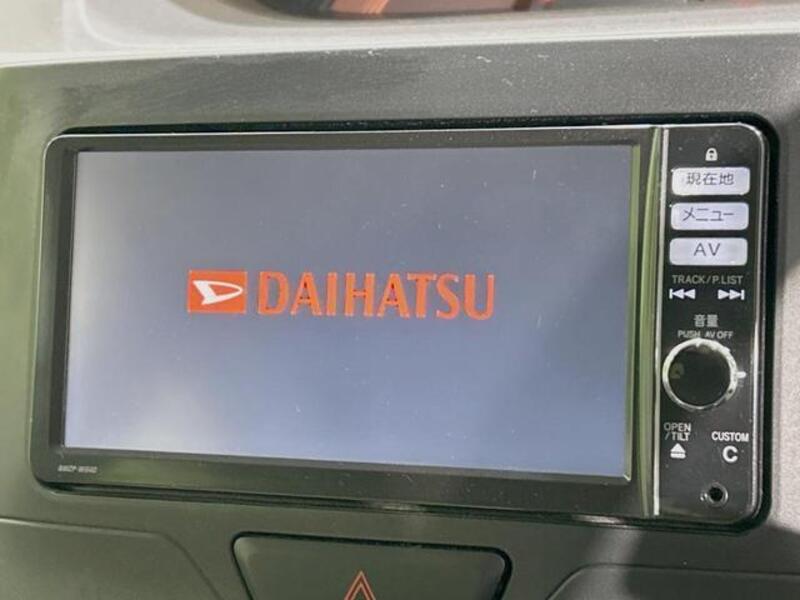 DAIHATSU
現在地
メニュー
AV
TRACK/P.LIST
音量
PUSH AV OFF
OPEN
/TILT
CUSTOM
C